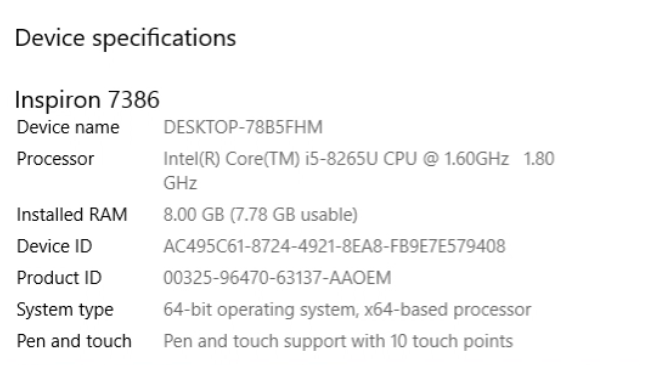 Device specifications
Inspiron 7386
Device name DESKTOP-78B5FHM
Processor Intel(R) Core(TM) i5-8265U CPU @ 1.60GHz 1.80
GHz
Installed RAM 8.00 GB (7.78 GB usable)
Device ID AC495C61-8724-4921-8EA8-FB9E7E579408
Product ID 00325-96470-63137-AAOEM
System type 64-bit operating system, x64-based processor
Pen and touch Pen and touch support with 10 touch points